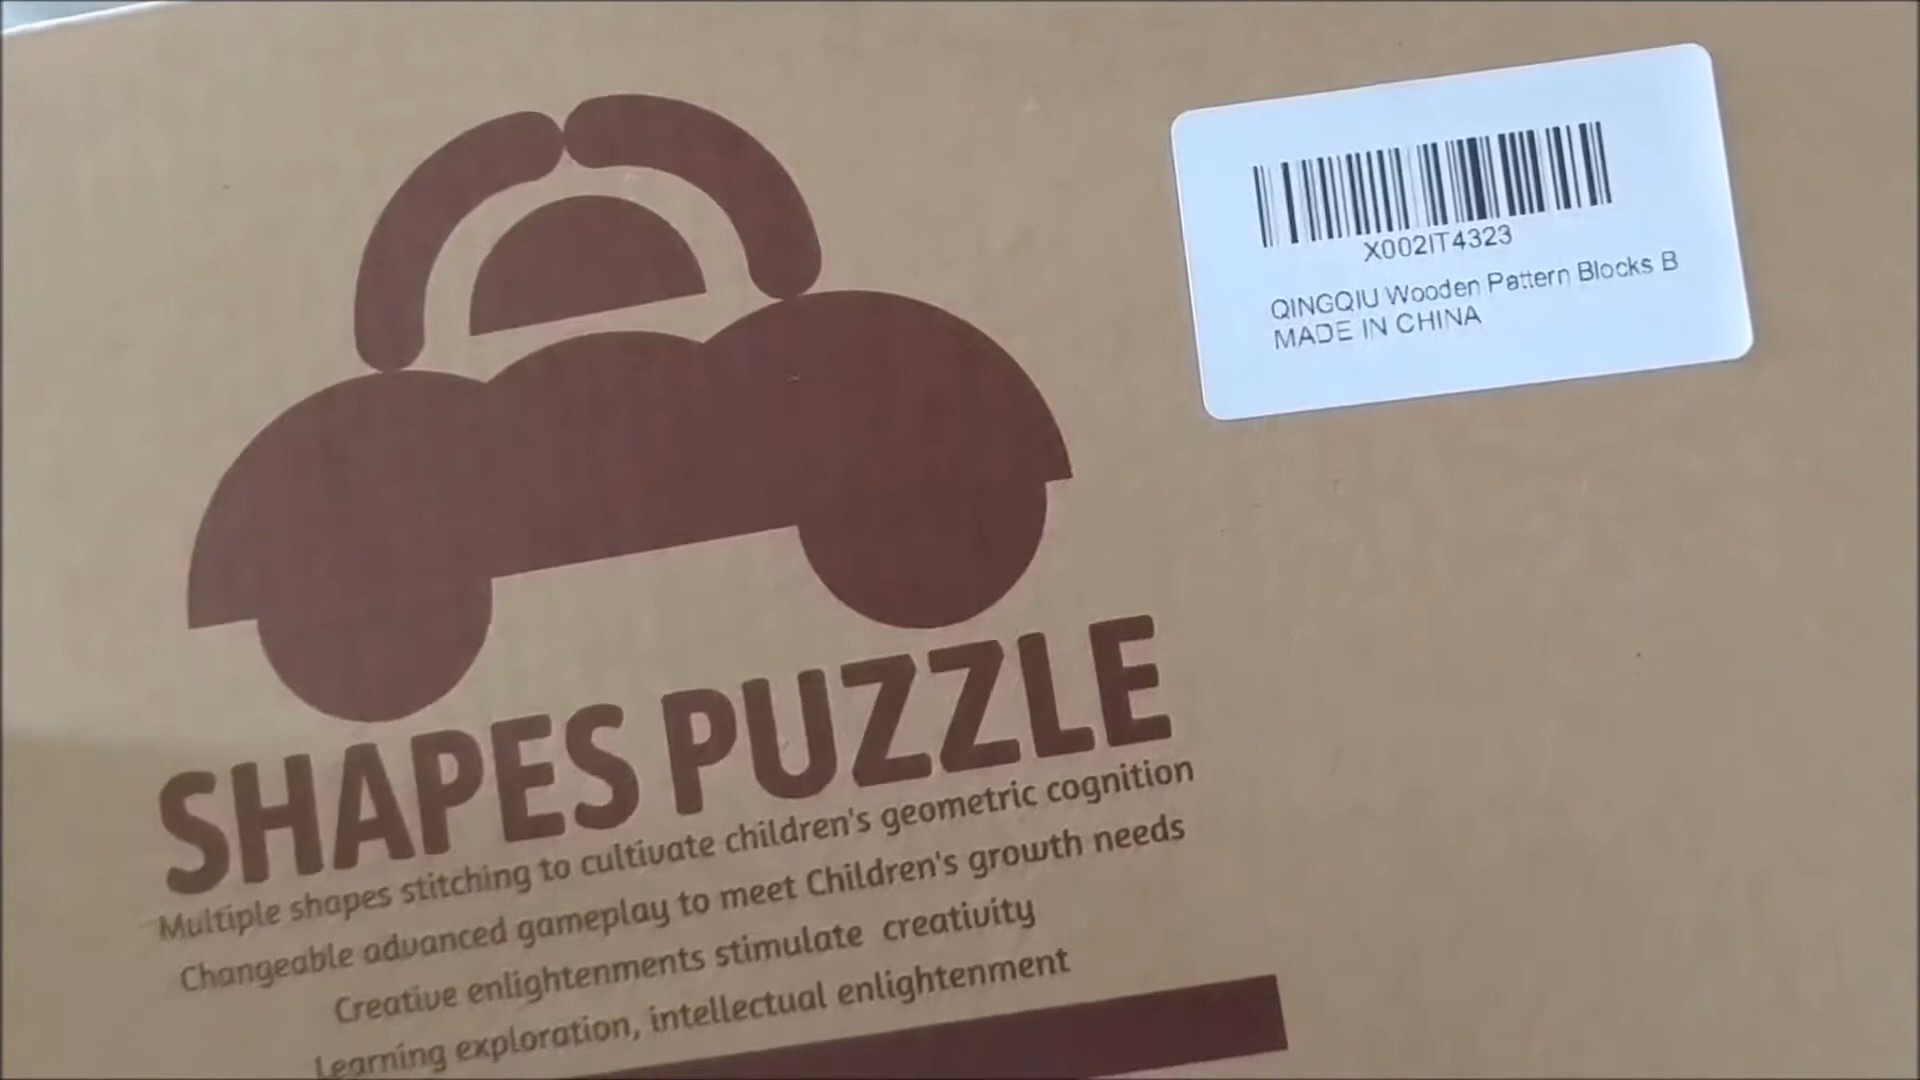 X002IT4323
QINGQIU Wooden Pattern Blocks B
MADE IN CHINA
SHAPES PUZZLE
Multiple shapes stitching to cultivate children's geometric cognition
Changeable advanced gameplay to meet Children's growth needs
Creative enlightenments stimulate creativity
Learning exploration, intellectual enlightenment